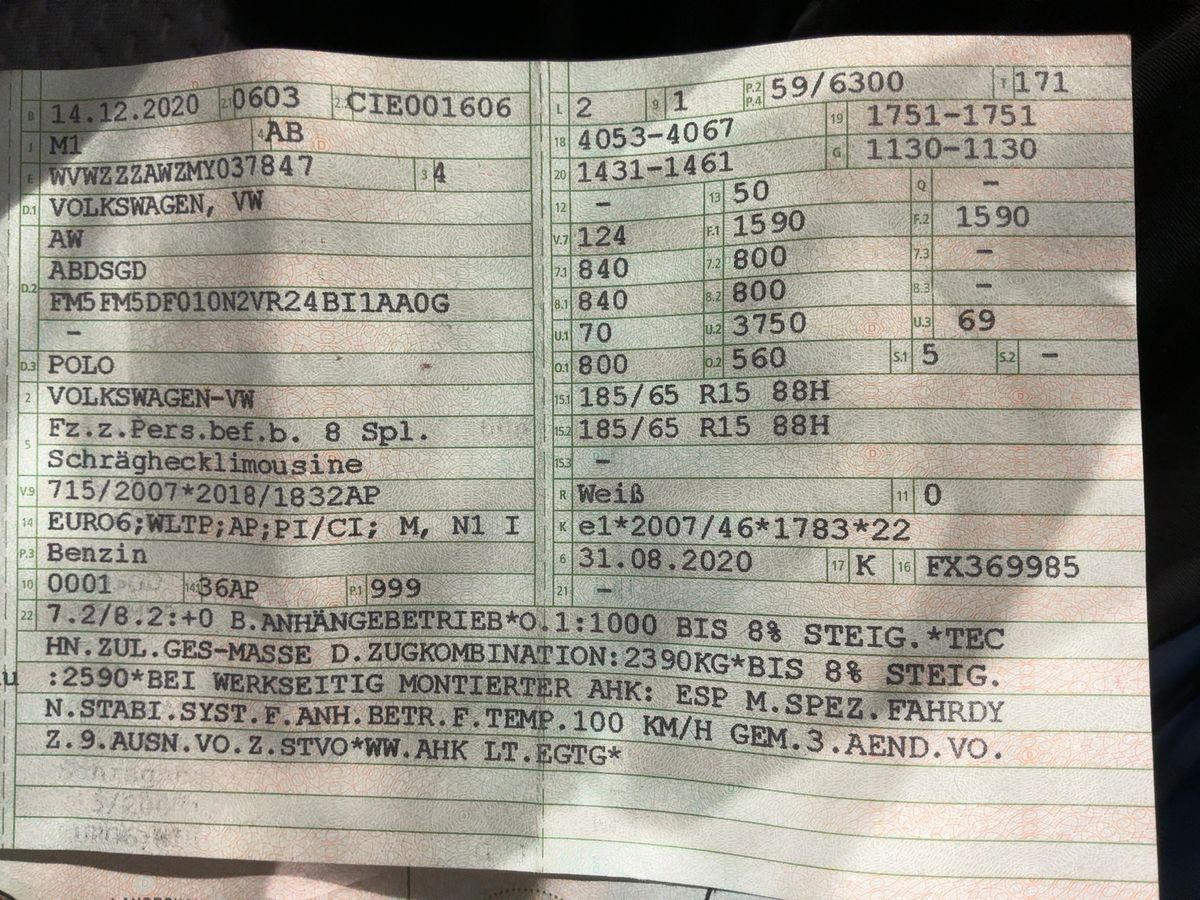 B 14.12.2020 2.1 0603 2.2 CIE001606
J M1 4 AB
E WVWZZZAWZMY037847 3 4
D.1 VOLKSWAGEN, VW
AW
D.2 ABDSGD
FM5FM5DF010N2VR24BI1AA0G
–
D.3 POLO
2 VOLKSWAGEN-VW
5 Fz.z.Pers.bef.b. 8 Spl.
Schräghecklimousine
V.9 715/2007*2018/1832AP
14 EURO6;WLTP;AP;PI/CI; M, N1 I
P.3 Benzin
10 0001 14.1 36AP P.1 999
L 2 9 1 P.2 P.4 59/6300 T 171
18 4053-4067 19 1751-1751
20 1431-1461 G 1130-1130
12 – 13 50 Q –
V.7 124 F.1 1590 F.2 1590
7.1 840 7.2 800 7.3 –
8.1 840 8.2 800 8.3 –
U.1 70 U.2 3750 U.3 69
O.1 800 O.2 560 S.1 5 S.2 –
15.1 185/65 R15 88H
15.2 185/65 R15 88H
15.3 –
R Weiß 11 0
K e1*2007/46*1783*22
6 31.08.2020 17 K 16 FX369985
21 –
22 7.2/8.2:+0 B.ANHÄNGEBETRIEB*O.1:1000 BIS 8% STEIG.*TEC
HN.ZUL.GES-MASSE D.ZUGKOMBINATION:2390KG*BIS 8% STEIG.
:2590*BEI WERKSEITIG MONTIERTER AHK: ESP M.SPEZ.FAHRDY
N.STABI.SYST.F.ANH.BETR.F.TEMP.100 KM/H GEM.3.AEND.VO.
Z.9.AUSN.VO.Z.STVO*WW.AHK LT.EGTG*